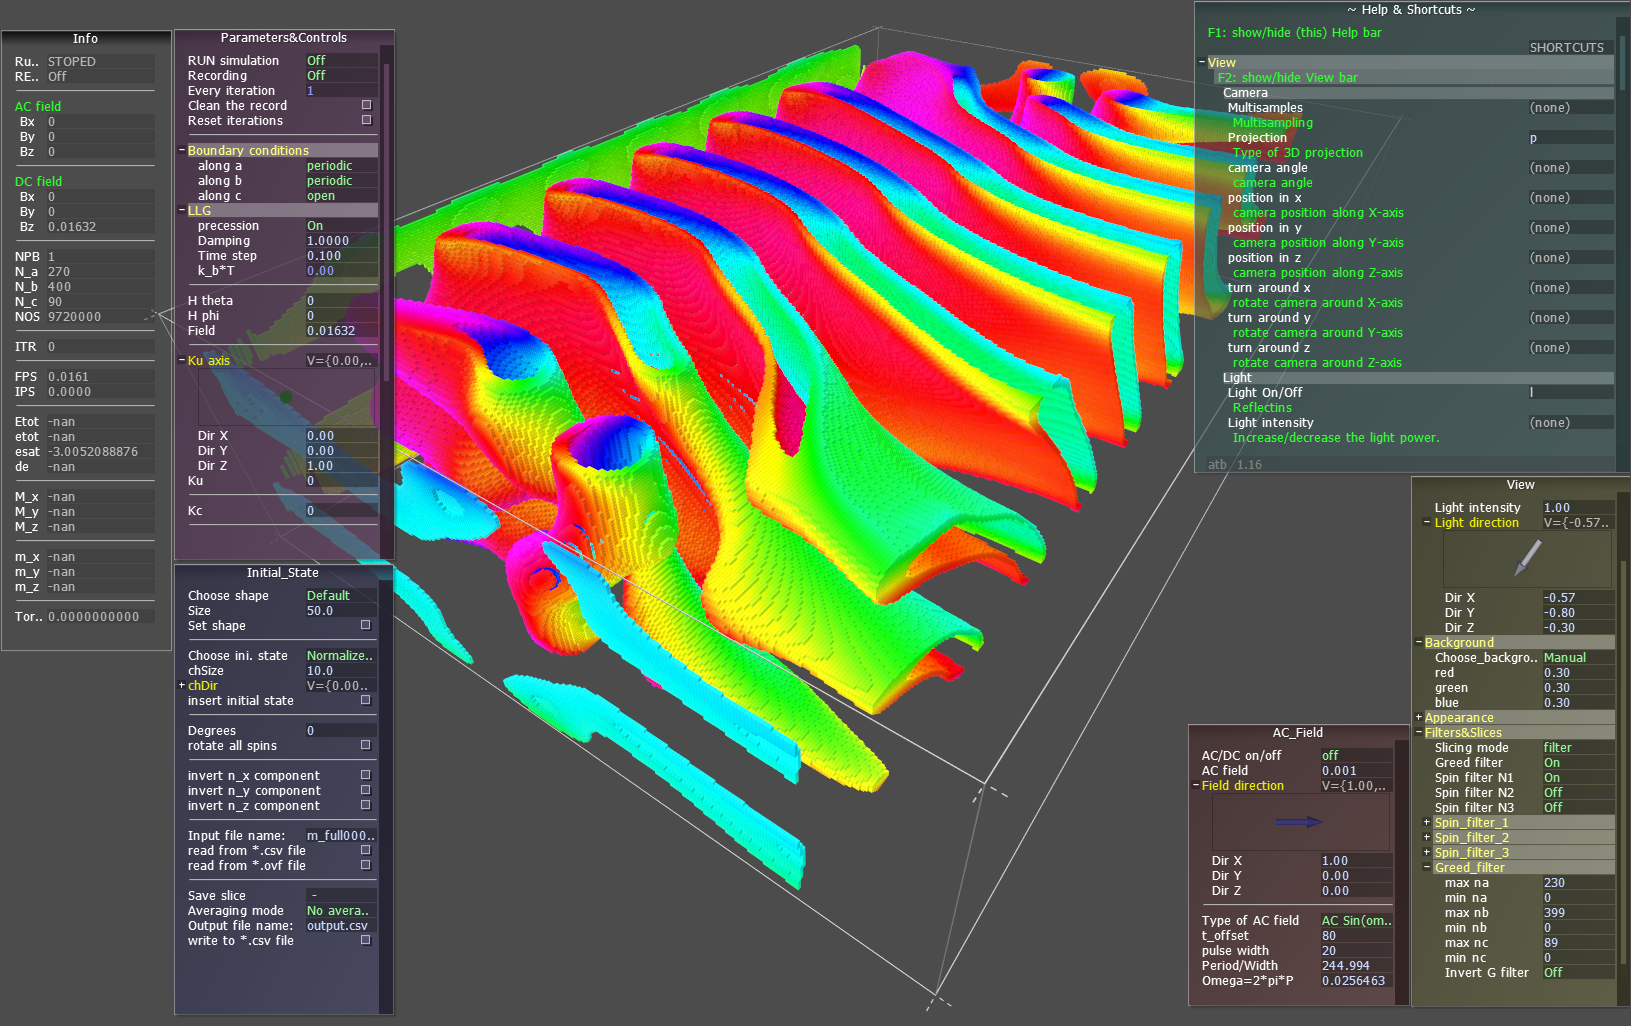 Info
Ru.. STOPED
RE.. Off
AC field
Bx 0
By 0
Bz 0
DC field
Bx 0
By 0
Bz 0.01632
NPB 1
N_a 270
N_b 400
N_c 90
NOS 9720000
ITR 0
FPS 0.0161
IPS 0.0000
Etot -nan
etot -nan
esat -3.0052088876
de -nan
M_x -nan
M_y -nan
M_z -nan
m_x -nan
m_y -nan
m_z -nan
Tor.. 0.0000000000
Parameters&Controls
RUN simulation Off
Recording Off
Every iteration 1
Clean the record
Reset iterations
Boundary conditions
along a periodic
along b periodic
along c open
LLG
precession On
Damping 1.0000
Time step 0.100
k_b*T 0.00
H theta 0
H phi 0
Field 0.01632
Ku axis V={0.00,..
Dir X 0.00
Dir Y 0.00
Dir Z 1.00
Ku 0
Kc 0
Initial_State
Choose shape Default
Size 50.0
Set shape
Choose ini. state Normalize..
chSize 10.0
chDir V={0.00..
insert initial state
Degrees 0
rotate all spins
invert n_x component
invert n_y component
invert n_z component
Input file name: m_full000..
read from *.csv file
read from *.ovf file
Save slice -
Averaging mode No avera..
Output file name: output.csv
write to *.csv file
~ Help & Shortcuts ~
F1: show/hide (this) Help bar
SHORTCUTS
View
F2: show/hide View bar
Camera
Multisamples (none)
Multisampling
Projection p
Type of 3D projection
camera angle (none)
camera angle
position in x (none)
camera position along X-axis
position in y (none)
camera position along Y-axis
position in z (none)
camera position along Z-axis
turn around x (none)
rotate camera around X-axis
turn around y (none)
rotate camera around Y-axis
turn around z (none)
rotate camera around Z-axis
Light
Light On/Off l
Reflectins
Light intensity (none)
Increase/decrease the light power.
atb 1.16
View
Light intensity 1.00
Light direction V={-0.57..
Dir X -0.57
Dir Y -0.80
Dir Z -0.30
Background
Choose_backgro.. Manual
red 0.30
green 0.30
blue 0.30
Appearance
Filters&Slices
Slicing mode filter
Greed filter On
Spin filter N1 On
Spin filter N2 Off
Spin filter N3 Off
Spin_filter_1
Spin_filter_2
Spin_filter_3
Greed_filter
max na 230
min na 0
max nb 399
min nb 0
max nc 89
min nc 0
Invert G filter Off
AC_Field
AC/DC on/off off
AC field 0.001
Field direction V={1.00,..
Dir X 1.00
Dir Y 0.00
Dir Z 0.00
Type of AC field AC Sin(om..
t_offset 80
pulse width 20
Period/Width 244.994
Omega=2*pi*P 0.0256463